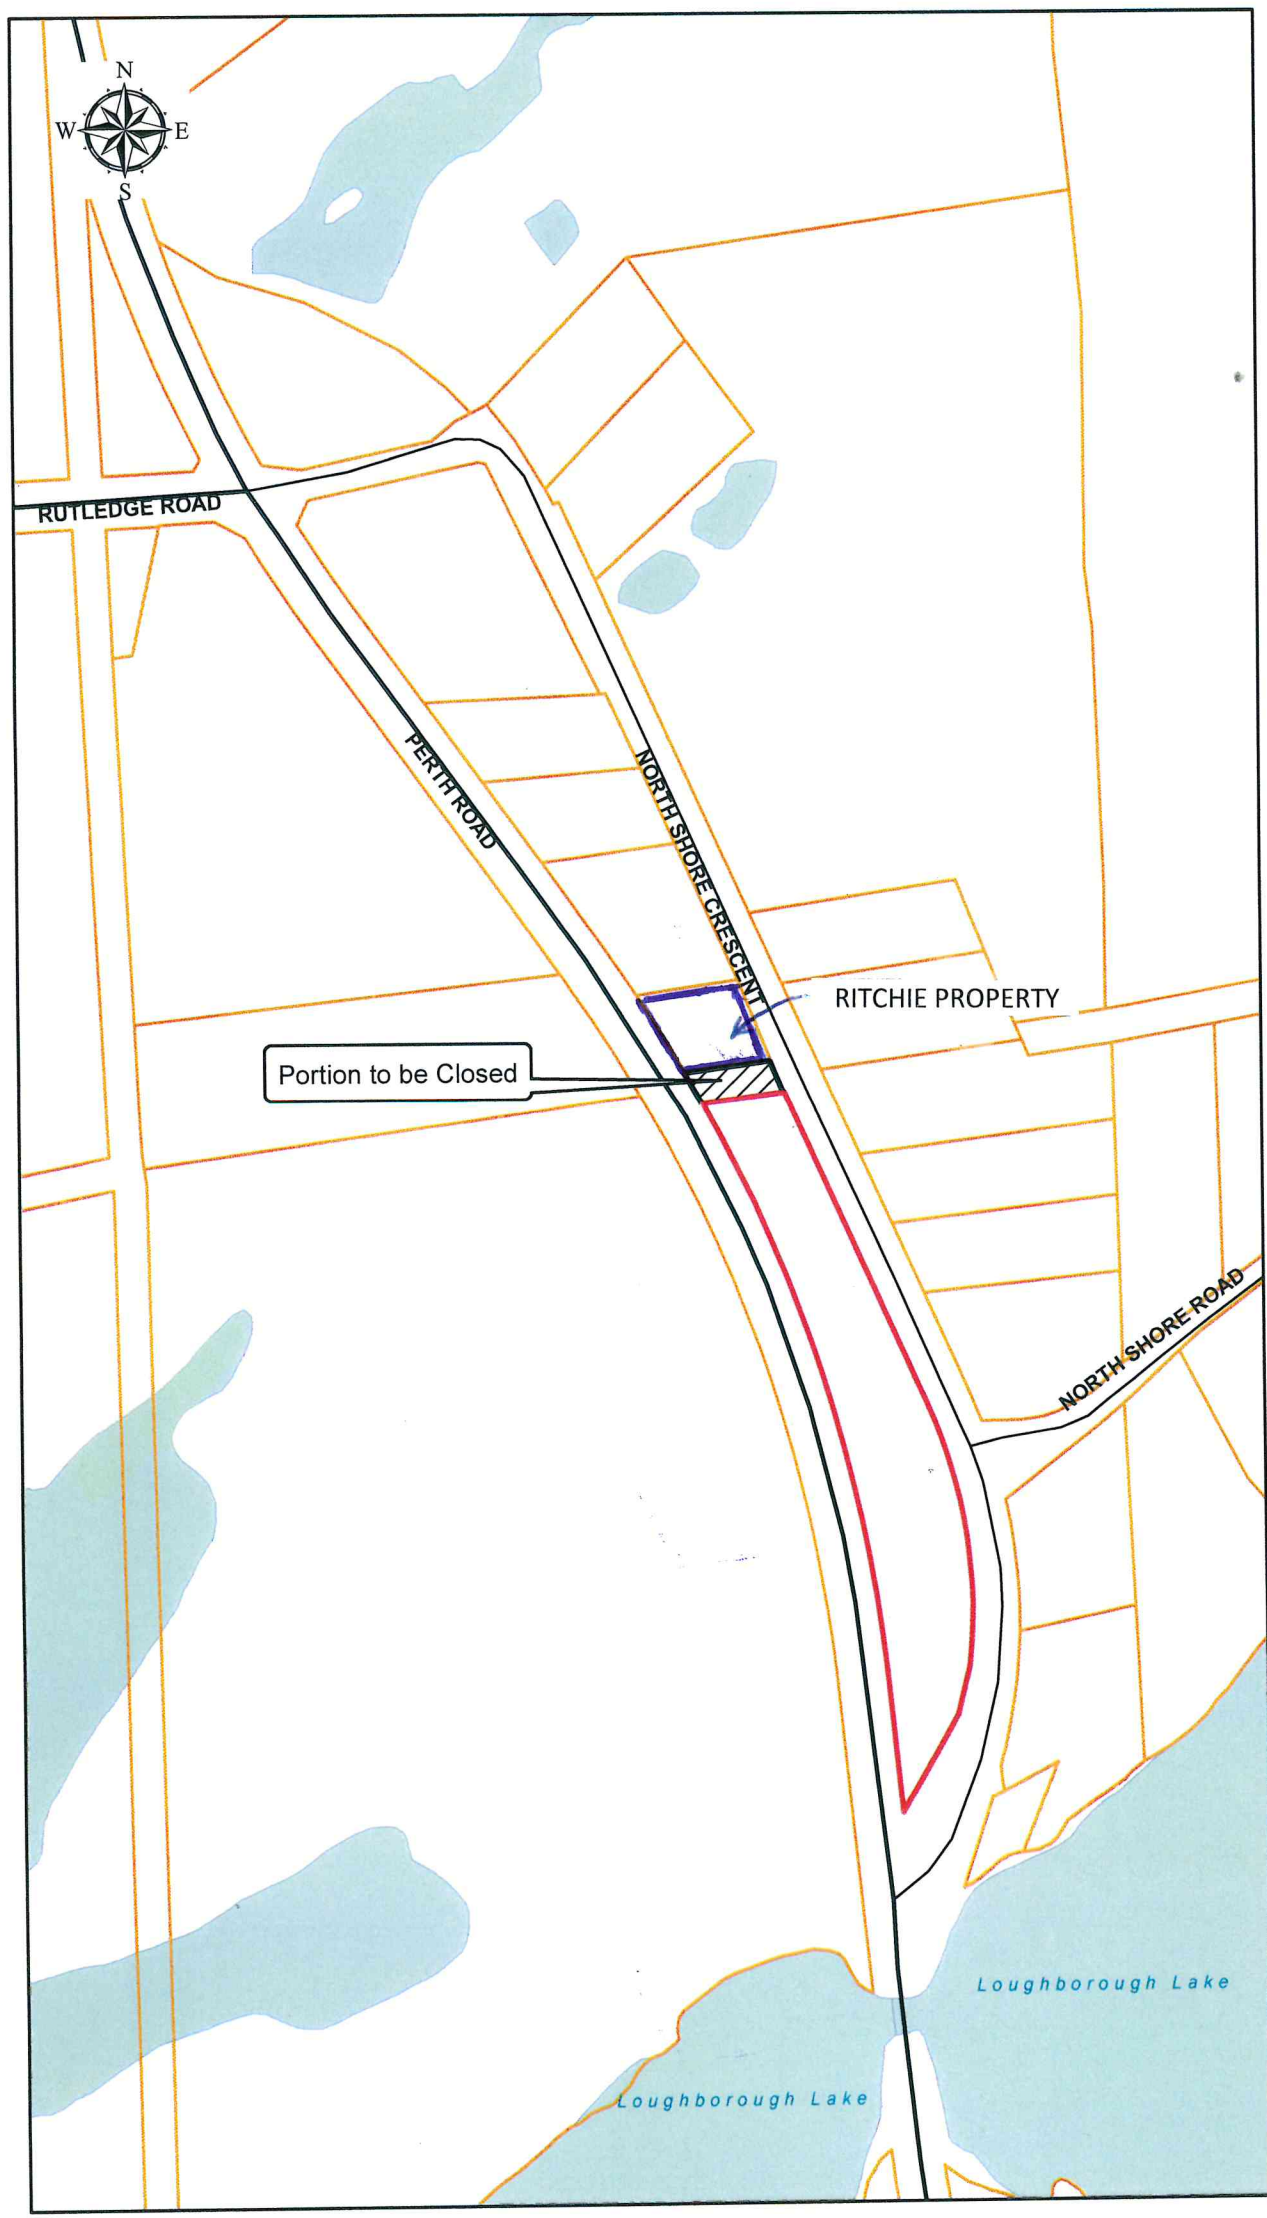 N
W E
S
RUTLEDGE ROAD
PERTH ROAD
NORTH SHORE CRESCENT
RITCHIE PROPERTY
Portion to be Closed
NORTH SHORE ROAD
Loughborough Lake
Loughborough Lake